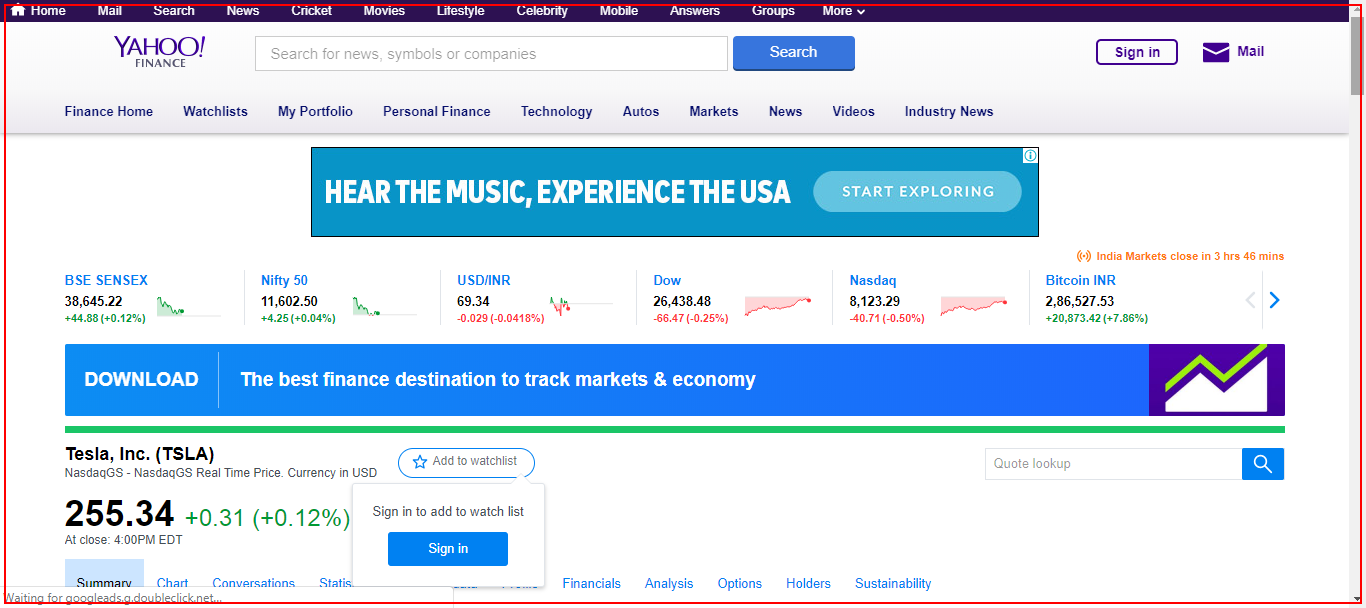 Home Mail Search News Cricket Movies Lifestyle Celebrity Mobile Answers Groups More
YAHOO!
FINANCE
Search for news, symbols or companies
Search
Sign in
Mail
Finance Home Watchlists My Portfolio Personal Finance Technology Autos Markets News Videos Industry News
HEAR THE MUSIC, EXPERIENCE THE USA
START EXPLORING
India Markets close in 3 hrs 46 mins
BSE SENSEX
38,645.22
+44.88 (+0.12%)
Nifty 50
11,602.50
+4.25 (+0.04%)
USD/INR
69.34
-0.029 (-0.0418%)
Dow
26,438.48
-66.47 (-0.25%)
Nasdaq
8,123.29
-40.71 (-0.50%)
Bitcoin INR
2,86,527.53
+20,873.42 (+7.86%)
DOWNLOAD
The best finance destination to track markets & economy
Tesla, Inc. (TSLA)
NasdaqGS - NasdaqGS Real Time Price. Currency in USD
Add to watchlist
Quote lookup
255.34 +0.31 (+0.12%)
At close: 4:00PM EDT
Sign in to add to watch list
Sign in
Summary Chart Conversations Statis Financials Analysis Options Holders Sustainability
Waiting for googleads.g.doubleclick.net...